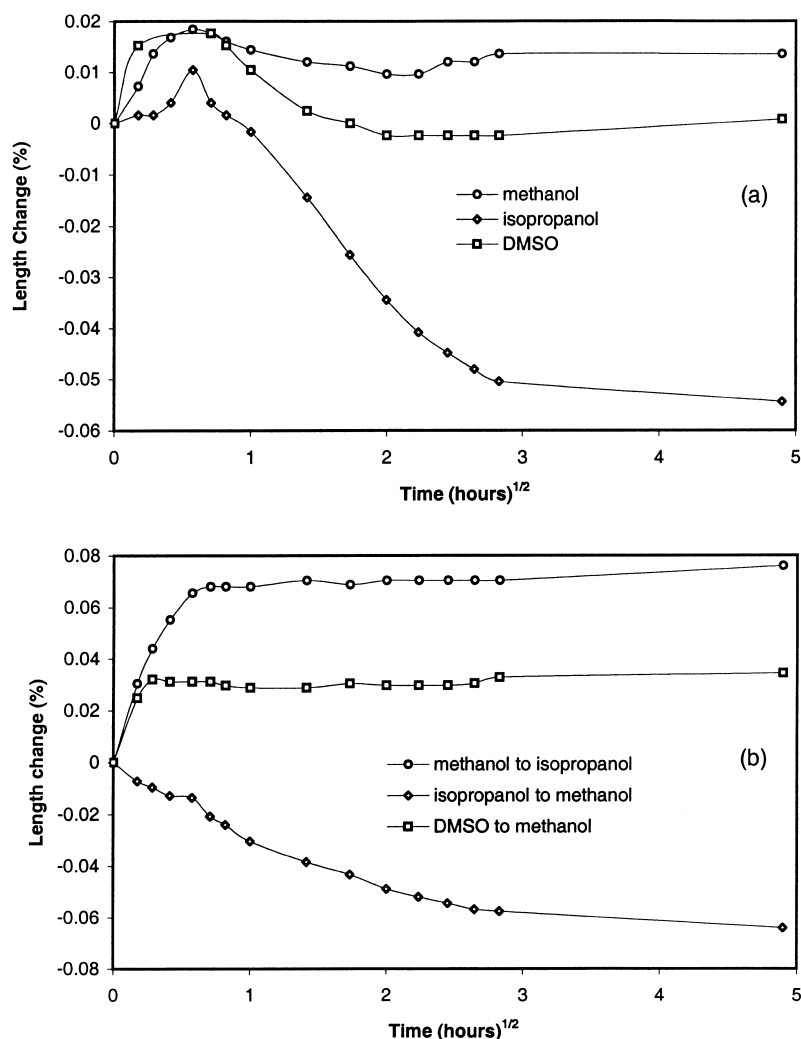 0.02
0.01
0
-0.01
-0.02
-0.03
-0.04
-0.05
-0.06
Length Change (%)
methanol
isopropanol
DMSO
(a)
0 1 2 3 4 5
Time (hours)1/2
0.08
0.06
0.04
0.02
0
-0.02
-0.04
-0.06
-0.08
Length change (%)
methanol to isopropanol
isopropanol to methanol
DMSO to methanol
(b)
0 1 2 3 4 5
Time (hours)1/2